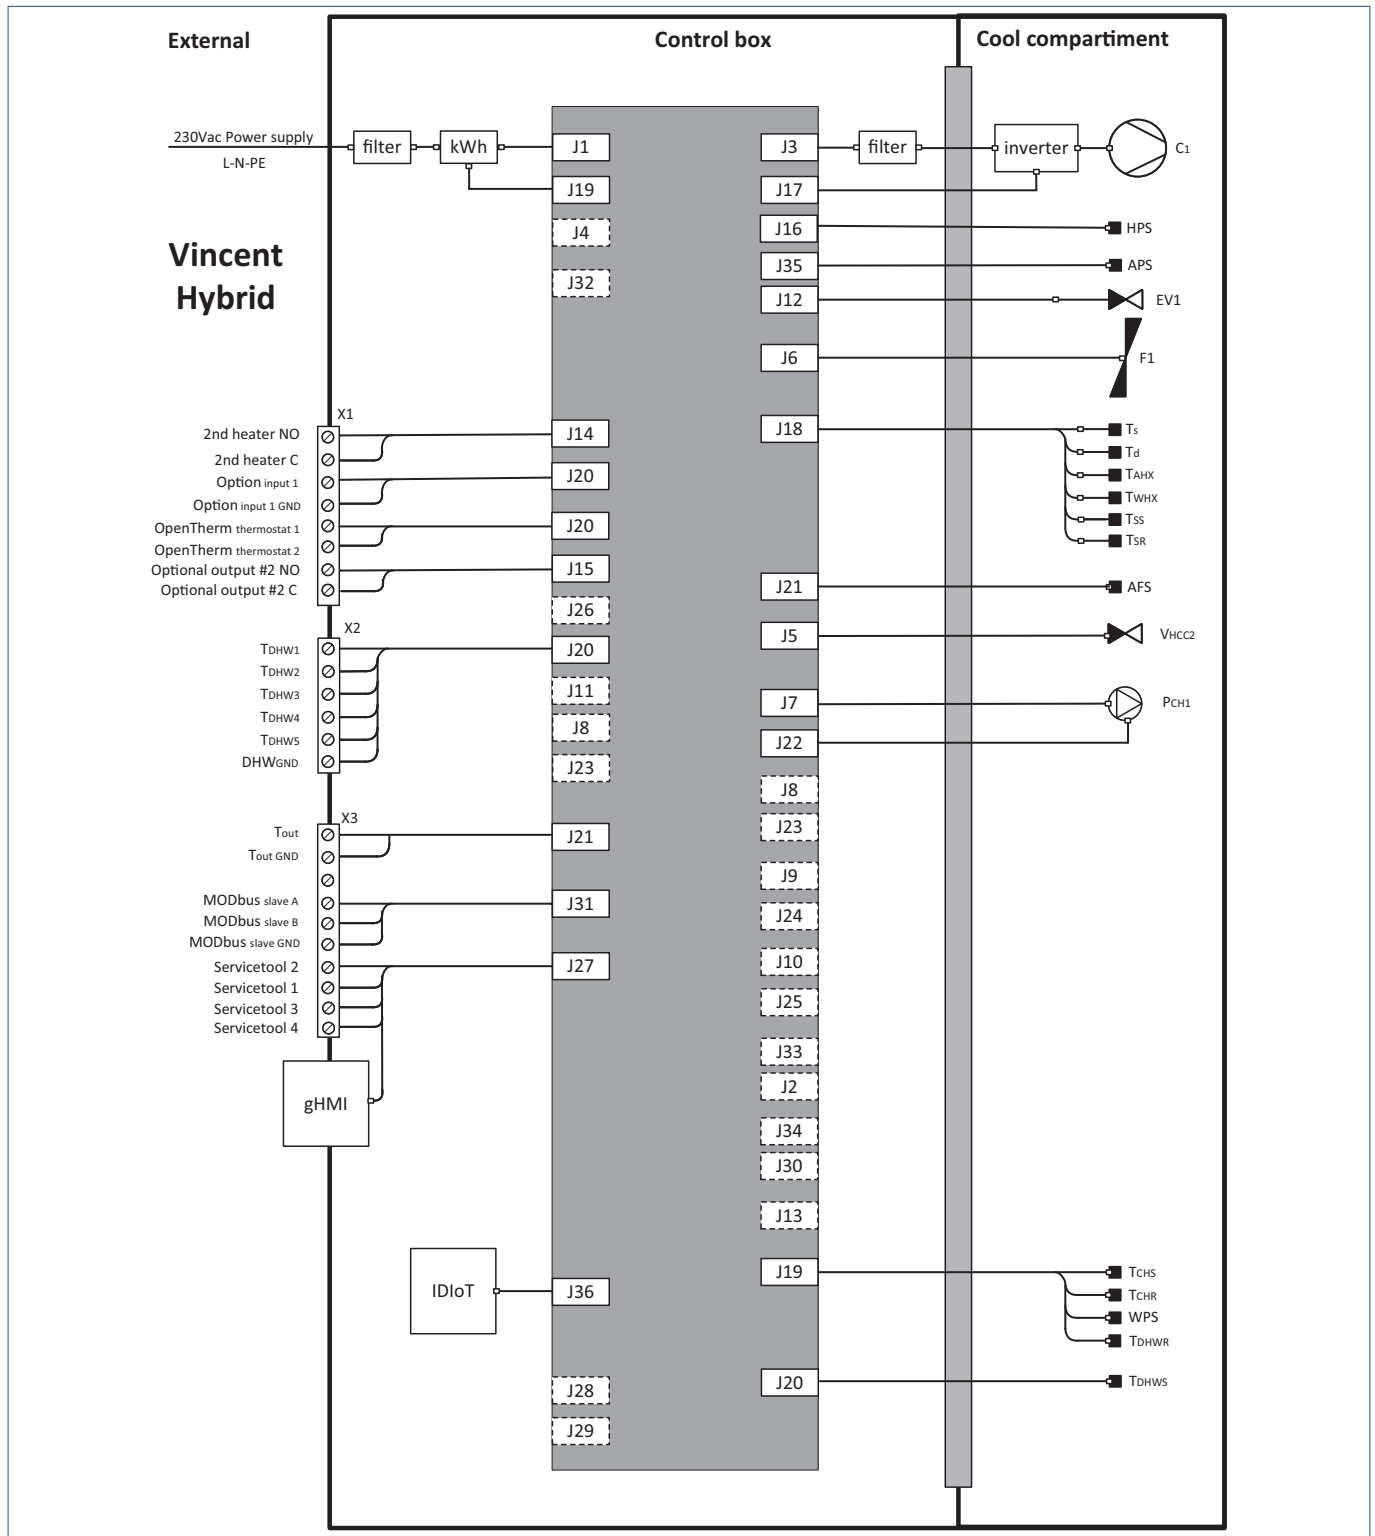 External
Control box
Cool compartiment
230Vac Power supply
L-N-PE
filter
kWh
J1
J19
J4
J32
J3
filter
inverter
C1
J17
J16
HPS
J35
APS
J12
EV1
J6
F1
Vincent
Hybrid
X1
2nd heater NO
2nd heater C
Option input 1
Option input 1 GND
OpenTherm thermostat 1
OpenTherm thermostat 2
Optional output #2 NO
Optional output #2 C
J14
J20
J20
J15
J26
J18
Ts
Td
TAHX
TWHX
TSS
TSR
J21
AFS
J5
VHCC2
X2
TDHW1
TDHW2
TDHW3
TDHW4
TDHW5
DHWGND
J20
J11
J8
J23
J7
PCH1
J22
J8
J23
J9
J24
J10
J25
J33
J2
J34
J30
J13
X3
Tout
Tout GND
MODbus slave A
MODbus slave B
MODbus slave GND
Servicetool 2
Servicetool 1
Servicetool 3
Servicetool 4
J21
J31
J27
gHMI
IDIoT
J36
J28
J29
J19
TCHS
TCHR
WPS
TDHWR
J20
TDHWS